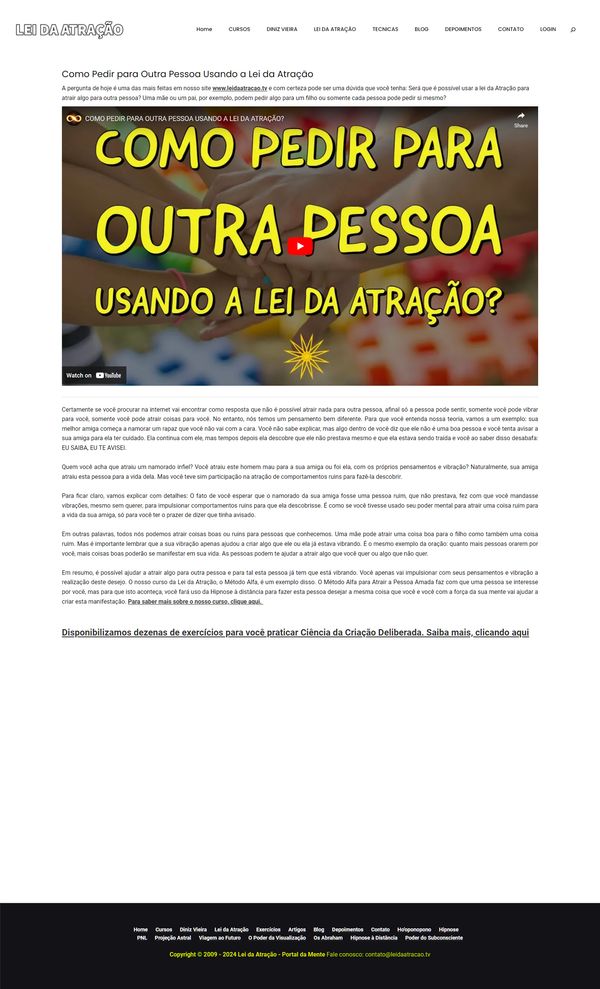 LEI DA ATRAÇÃO
Home CURSOS DINIZ VIEIRA LEI DA ATRAÇÃO TECNICAS BLOG DEPOIMENTOS CONTATO LOGIN
Como Pedir para Outra Pessoa Usando a Lei da Atração
A pergunta de hoje é uma das mais feitas em nosso site www.leidaatracao.tv e com certeza pode ser uma dúvida que você tenha: Será que é possível usar a lei da Atração para
atrair algo para outra pessoa? Uma mãe ou um pai, por exemplo, podem pedir algo para um filho ou somente cada pessoa pode pedir si mesmo?
COMO PEDIR PARA OUTRA PESSOA USANDO A LEI DA ATRAÇÃO?
Share
COMO PEDIR PARA
OUTRA PESSOA
USANDO A LEI DA ATRAÇÃO?
Watch on YouTube
Certamente se você procurar na internet vai encontrar como resposta que não é possível atrair nada para outra pessoa, afinal só a pessoa pode sentir, somente você pode vibrar
para você, somente você pode atrair coisas para você. No entanto, nós temos um pensamento bem diferente. Para que você entenda nossa teoria, vamos a um exemplo: sua
melhor amiga começa a namorar um rapaz que você não vai com a cara. Você não sabe explicar, mas algo dentro de você diz que ele não é uma boa pessoa e você tenta avisar a
sua amiga para ela ter cuidado. Ela continua com ele, mas tempos depois ela descobre que ele não prestava mesmo e que ela estava sendo traída e você ao saber disso desabafa:
EU SABIA, EU TE AVISEI.
Quem você acha que atraiu um namorado infiel? Você atraiu este homem mau para a sua amiga ou foi ela, com os próprios pensamentos e vibração? Naturalmente, sua amiga
atraiu esta pessoa para a vida dela. Mas você teve sim participação na atração de comportamentos ruins para fazê-la descobrir.
Para ficar claro, vamos explicar com detalhes: O fato de você esperar que o namorado da sua amiga fosse uma pessoa ruim, que não prestava, fez com que você mandasse
vibrações, mesmo sem querer, para impulsionar comportamentos ruins para que ela descobrisse. É como se você tivesse usado seu poder mental para atrair uma coisa ruim para
a vida da sua amiga, só para você ter o prazer de dizer que tinha avisado.
Em outras palavras, todos nós podemos atrair coisas boas ou ruins para pessoas que conhecemos. Uma mãe pode atrair uma coisa boa para o filho como também uma coisa
ruim. Mas é importante lembrar que a sua vibração apenas ajudou a criar algo que ele ou ela já estava vibrando. É o mesmo exemplo da oração: quanto mais pessoas orarem por
você, mais coisas boas poderão se manifestar em sua vida. As pessoas podem te ajudar a atrair algo que você quer ou algo que não quer.
Em resumo, é possível ajudar a atrair algo para outra pessoa e para tal esta pessoa já tem que está vibrando. Você apenas vai impulsionar com seus pensamentos e vibração a
realização deste desejo. O nosso curso da Lei da Atração, o Método Alfa, é um exemplo disso. O Método Alfa para Atrair a Pessoa Amada faz com que uma pessoa se interesse
por você, mas para que isto aconteça, você fará uso da Hipnose à distância para fazer esta pessoa desejar a mesma coisa que você e você com a força da sua mente vai ajudar a
criar esta manifestação. Para saber mais sobre o nosso curso, clique aqui.
Disponibilizamos dezenas de exercícios para você praticar Ciência da Criação Deliberada. Saiba mais, clicando aqui
Home Cursos Diniz Vieira Lei da Atração Exercícios Artigos Blog Depoimentos Contato Ho'oponopono Hipnose
PNL Projeção Astral Viagem ao Futuro O Poder da Visualização Os Abraham Hipnose à Distância Poder do Subconsciente
Copyright © 2009 - 2024 Lei da Atração - Portal da Mente Fale conosco: contato@leidaatracao.tv